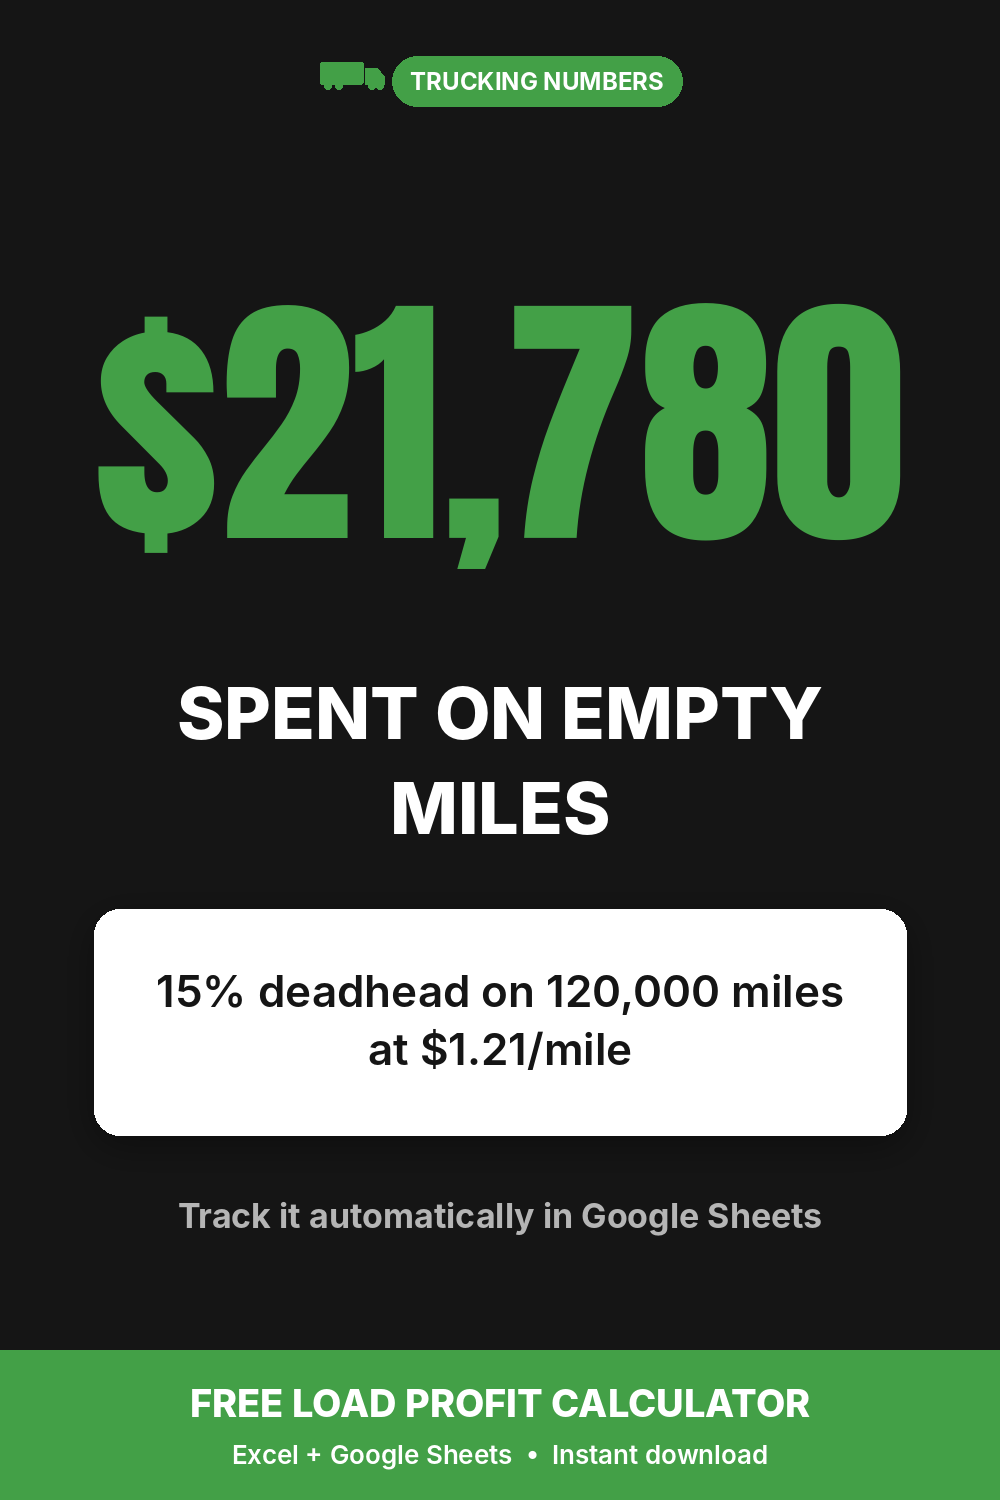 TRUCKING NUMBERS
$21,780
SPENT ON EMPTY
MILES
15% deadhead on 120,000 miles
at $1.21/mile
Track it automatically in Google Sheets
FREE LOAD PROFIT CALCULATOR
Excel + Google Sheets • Instant download